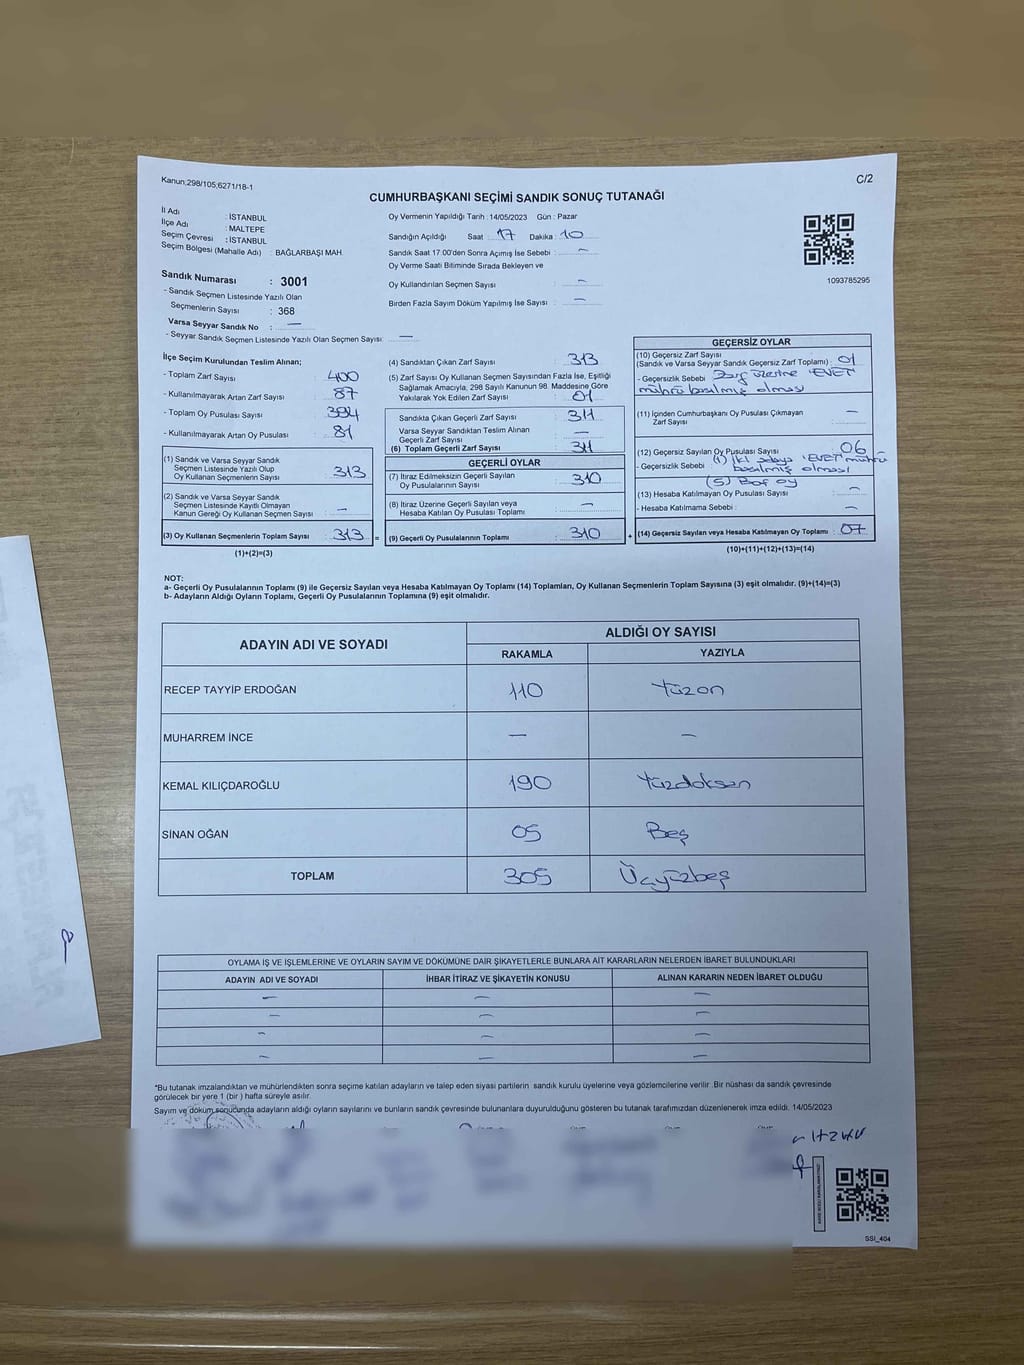 Kanun;298/105;6271/18-1
C/2
CUMHURBAŞKANI SEÇİMİ SANDIK SONUÇ TUTANAĞI
İl Adı : İSTANBUL
İlçe Adı : MALTEPE
Seçim Çevresi : İSTANBUL
Seçim Bölgesi (Mahalle Adı) : BAĞLARBAŞI MAH.
Sandık Numarası : 3001
- Sandık Seçmen Listesinde Yazılı Olan
Seçmenlerin Sayısı : 368
Varsa Seyyar Sandık No : —
- Seyyar Sandık Seçmen Listesinde Yazılı Olan Seçmen Sayısı: —
Oy Vermenin Yapıldığı Tarih : 14/05/2023 Gün : Pazar
Sandığın Açıldığı Saat : 17 Dakika : 10
Sandık Saat 17:00'den Sonra Açımış İse Sebebi : —
Oy Verme Saati Bitiminde Sırada Bekleyen ve
Oy Kullandırılan Seçmen Sayısı : —
Birden Fazla Sayım Döküm Yapılmış İse Sayısı : —
1093785295
İlçe Seçim Kurulundan Teslim Alınan;
- Toplam Zarf Sayısı : 400
- Kullanılmayarak Artan Zarf Sayısı : 87
- Toplam Oy Pusulası Sayısı : 394
- Kullanılmayarak Artan Oy Pusulası : 81
(1) Sandık ve Varsa Seyyar Sandık
Seçmen Listesinde Yazılı Olup
Oy Kullanan Seçmenlerin Sayısı : 313
(2) Sandık ve Varsa Seyyar Sandık
Seçmen Listesinde Kayıtlı Olmayan
Kanun Gereği Oy Kullanan Seçmen Sayısı : —
(3) Oy Kullanan Seçmenlerin Toplam Sayısı : 313 =
(1)+(2)=(3)
(4) Sandıktan Çıkan Zarf Sayısı : 313
(5) Zarf Sayısı Oy Kullanan Seçmen Sayısından Fazla İse, Eşitliği
Sağlamak Amacıyla; 298 Sayılı Kanunun 98. Maddesine Göre
Yakılarak Yok Edilen Zarf Sayısı : 01
Sandıkta Çıkan Geçerli Zarf Sayısı : 311
Varsa Seyyar Sandıktan Teslim Alınan
Geçerli Zarf Sayısı : —
(6) Toplam Geçerli Zarf Sayısı : 311
GEÇERLİ OYLAR
(7) İtiraz Edilmeksizin Geçerli Sayılan
Oy Pusulalarının Sayısı : 310
(8) İtiraz Üzerine Geçerli Sayılan veya
Hesaba Katılan Oy Pusulası Toplamı : —
(9) Geçerli Oy Pusulalarının Toplamı : 310 +
GEÇERSİZ OYLAR
(10) Geçersiz Zarf Sayısı
(Sandık ve Varsa Seyyar Sandık Geçersiz Zarf Toplamı) : 01
- Geçersizlik Sebebi : Zarf üzerine 'EVET'
mührü basılmış olması
(11) İçinden Cumhurbaşkanı Oy Pusulası Çıkmayan
Zarf Sayısı : —
(12) Geçersiz Sayılan Oy Pusulası Sayısı : 06
- Geçersizlik Sebebi : (1) İki adaya 'EVET' mührü
basılmış olması
(5) Boş oy
(13) Hesaba Katılmayan Oy Pusulası Sayısı : —
- Hesaba Katılmama Sebebi : —
(14) Geçersiz Sayılan veya Hesaba Katılmayan Oy Toplamı : 07
(10)+(11)+(12)+(13)=(14)
NOT:
a- Geçerli Oy Pusulalarının Toplamı (9) ile Geçersiz Sayılan veya Hesaba Katılmayan Oy Toplamı (14) Toplamları, Oy Kullanan Seçmenlerin Toplam Sayısına (3) eşit olmalıdır. (9)+(14)=(3)
b- Adayların Aldığı Oyların Toplamı, Geçerli Oy Pusulalarının Toplamına (9) eşit olmalıdır.
ADAYIN ADI VE SOYADI
ALDIĞI OY SAYISI
RAKAMLA YAZIYLA
RECEP TAYYİP ERDOĞAN 110 Yüzon
MUHARREM İNCE — —
KEMAL KILIÇDAROĞLU 190 Yüzdoksan
SİNAN OĞAN 05 Beş
TOPLAM 305 Üçyüzbeş
OYLAMA İŞ VE İŞLEMLERİNE VE OYLARIN SAYIM VE DÖKÜMÜNE DAİR ŞİKAYETLERLE BUNLARA AİT KARARLARIN NELERDEN İBARET BULUNDUKLARI
ADAYIN ADI VE SOYADI İHBAR İTİRAZ VE ŞİKAYETİN KONUSU ALINAN KARARIN NEDEN İBARET OLDUĞU
— — —
— — —
— — —
— — —
*Bu tutanak imzalandıktan ve mühürlendikten sonra seçime katılan adayların ve talep eden siyasi partilerin sandık kurulu üyelerine veya gözlemcilerine verilir. Bir nüshası da sandık çevresinde
görülecek bir yere 1 (bir ) hafta süreyle asılır.
Sayım ve döküm sonucunda adayların aldığı oyların sayılarını ve bunların sandık çevresinde bulunanlara duyurulduğunu gösteren bu tutanak tarafımızdan düzenlenerek imza edildi. 14/05/2023
SSI_404